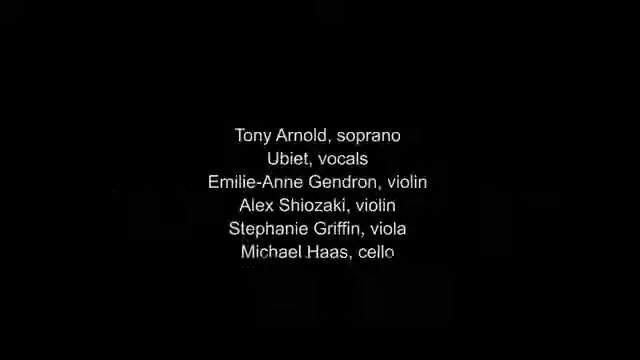 Tony Arnold, soprano
Ubiet, vocals
Emilie-Anne Gendron, violin
Alex Shiozaki, violin
Stephanie Griffin, viola
Michael Haas, cello